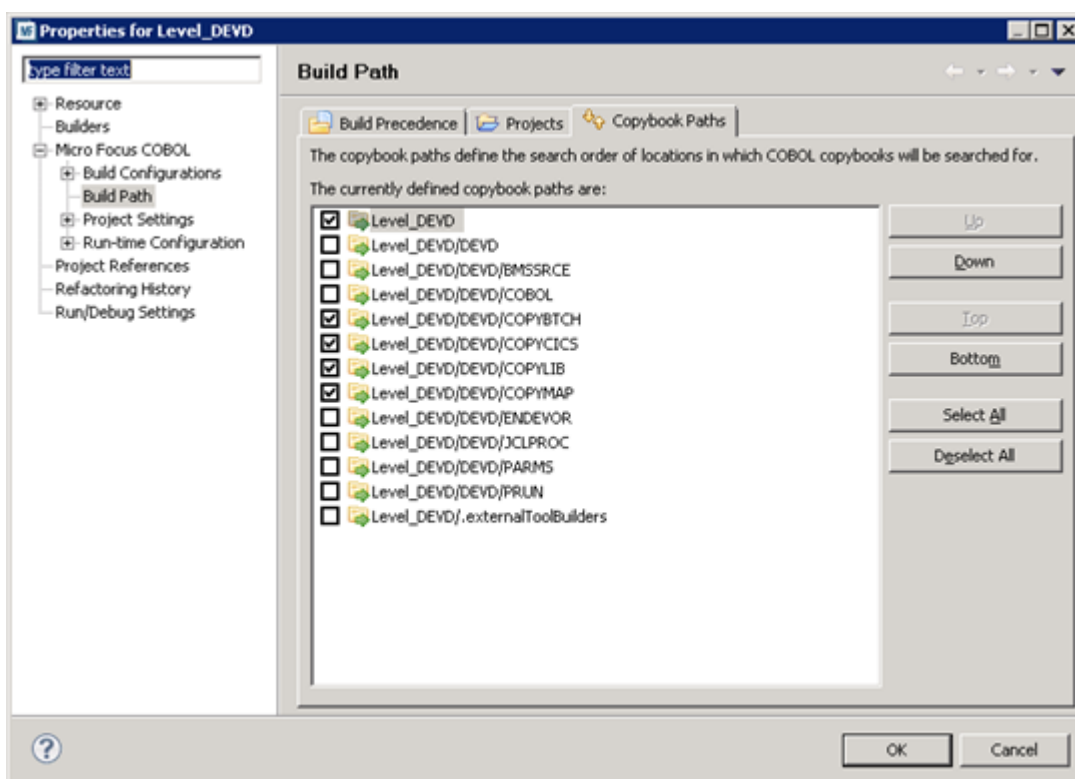 Properties for Level_DEVD
type filter text
Resource
Builders
Micro Focus COBOL
Build Configurations
Build Path
Project Settings
Run-time Configuration
Project References
Refactoring History
Run/Debug Settings
Build Path
Build Precedence Projects Copybook Paths
The copybook paths define the search order of locations in which COBOL copybooks will be searched for.
The currently defined copybook paths are:
Level_DEVD
Level_DEVD/DEVD
Level_DEVD/DEVD/BMSSRCE
Level_DEVD/DEVD/COBOL
Level_DEVD/DEVD/COPYBTCH
Level_DEVD/DEVD/COPYCICS
Level_DEVD/DEVD/COPYLIB
Level_DEVD/DEVD/COPYMAP
Level_DEVD/DEVD/ENDEVOR
Level_DEVD/DEVD/JCLPROC
Level_DEVD/DEVD/PARMS
Level_DEVD/DEVD/PRUN
Level_DEVD/.externalToolBuilders
Up
Down
Top
Bottom
Select All
Deselect All
OK Cancel